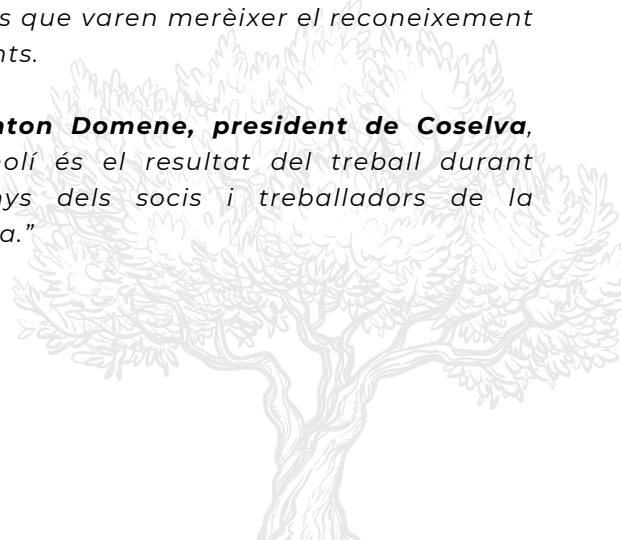 s que varen merèixer el reconeixement
nts.
nton Domene, president de Coselva,
olí és el resultat del treball durant
nys dels socis i treballadors de la
a.”